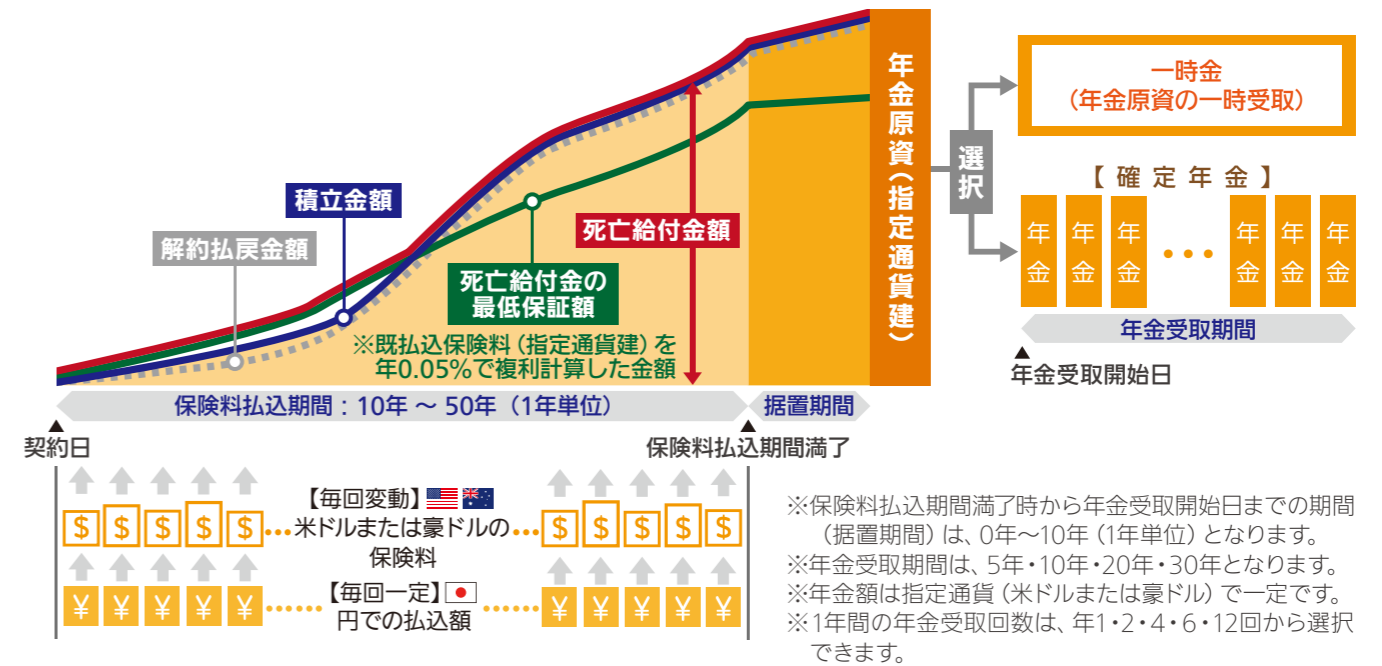 積立金額
解約払戻金額
死亡給付金額
死亡給付金の
最低保証額
※既払込保険料（指定通貨建）を
年0.05%で複利計算した金額
年金原資（指定通貨建）
選択
一時金
（年金原資の一時受取）
【確定年金】
年金 年金 年金 … 年金 年金 年金
年金受取期間
▲
年金受取開始日
保険料払込期間：10年 ～ 50年（1年単位）
据置期間
▲
契約日
▲
保険料払込期間満了
$ $ $ $ $ … 【毎回変動】 … $ $ $ $ $
米ドルまたは豪ドルの
保険料
¥ ¥ ¥ ¥ ¥ …… 【毎回一定】 …… ¥ ¥ ¥ ¥ ¥
円での払込額
※保険料払込期間満了時から年金受取開始日までの期間
（据置期間）は、0年～10年（1年単位）となります。
※年金受取期間は、5年・10年・20年・30年となります。
※年金額は指定通貨（米ドルまたは豪ドル）で一定です。
※1年間の年金受取回数は、年1・2・4・6・12回から選択
できます。